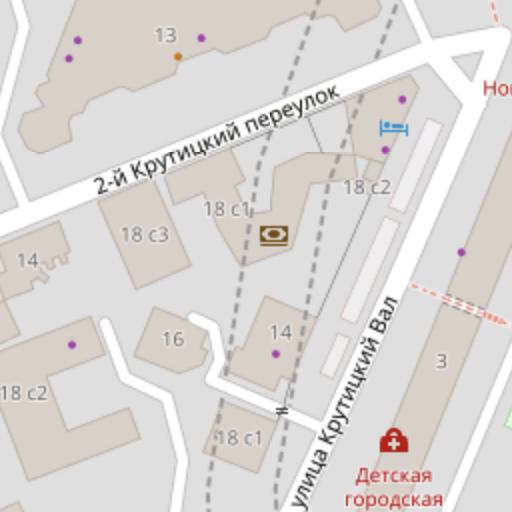 13
Но
2-й Крутицкий переулок
18 с2
18 с1
18 с3
14
14
16
3
18 с2
18 с1
улица Крутицкий Вал
Детская
городская